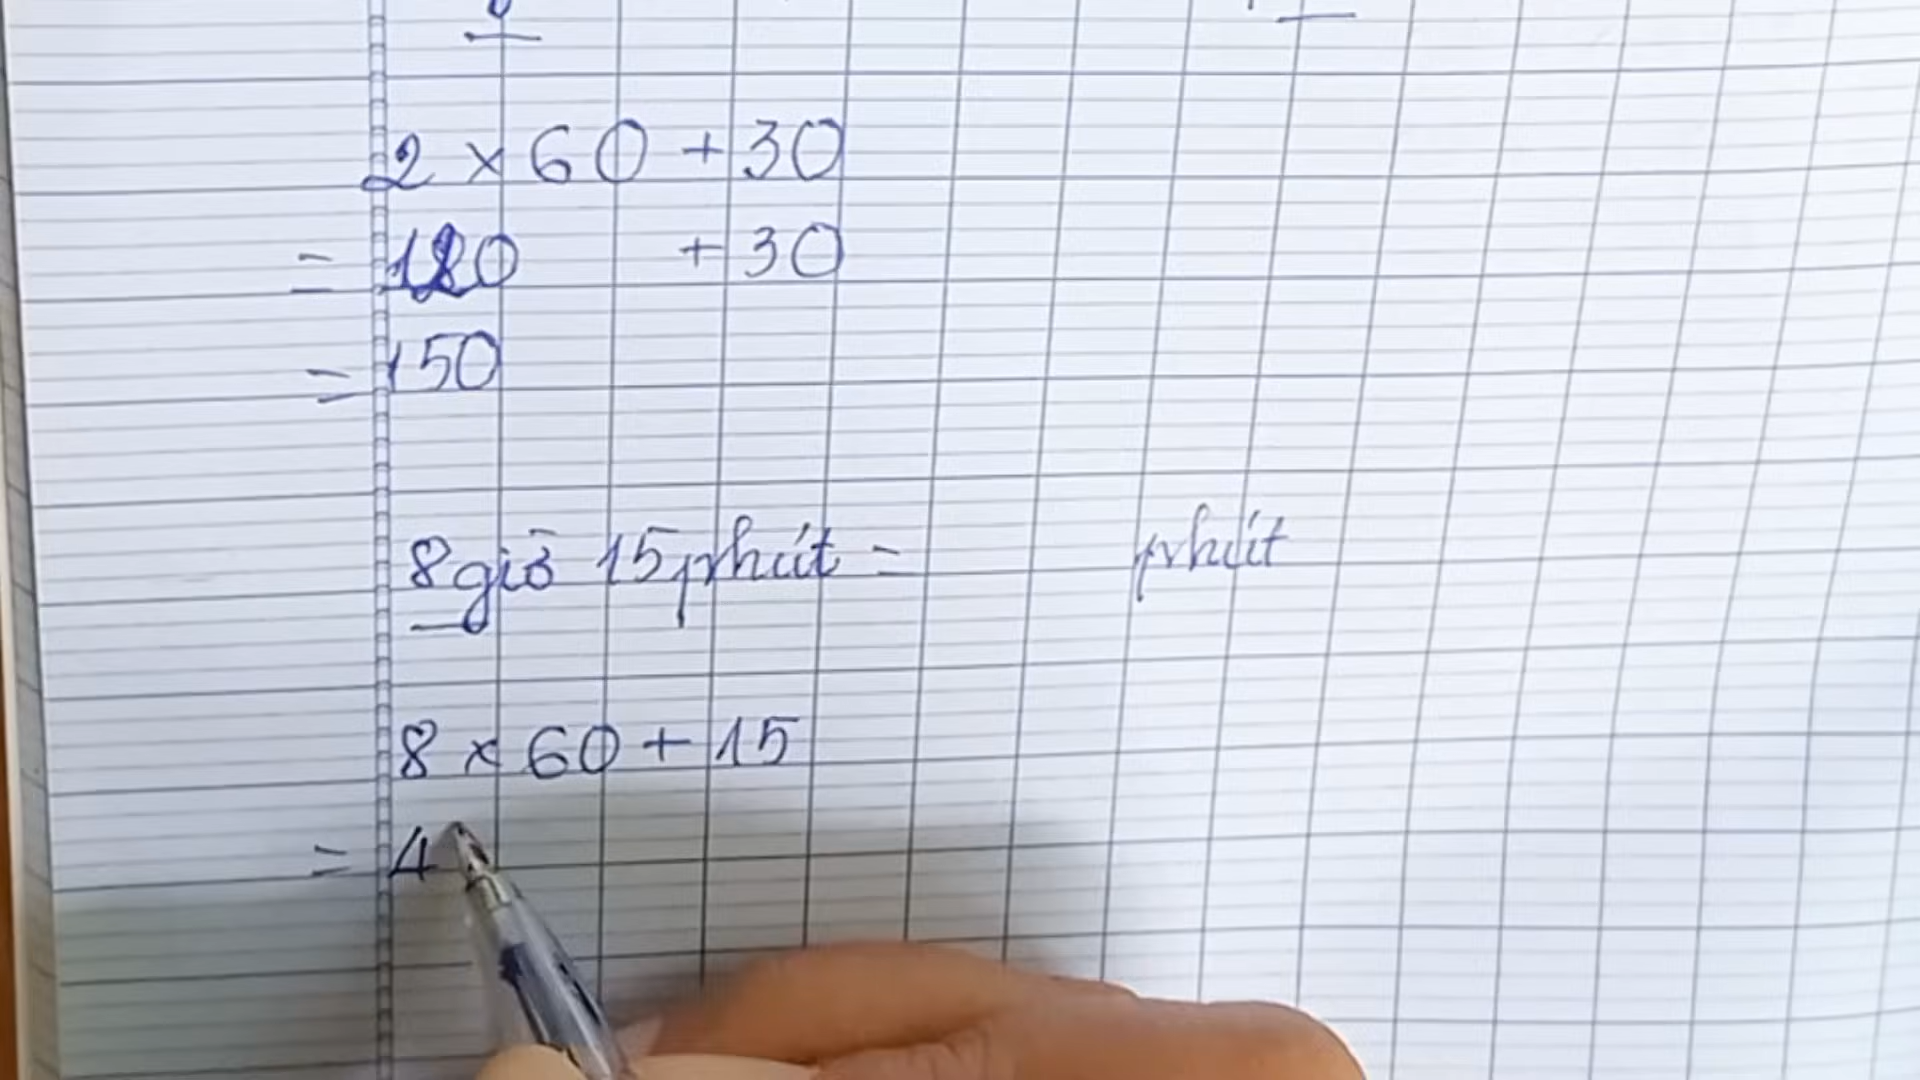 2 × 60 + 30
= 120 + 30
= 150
8 giờ 15 phút = phút
8 × 60 + 15
= 4